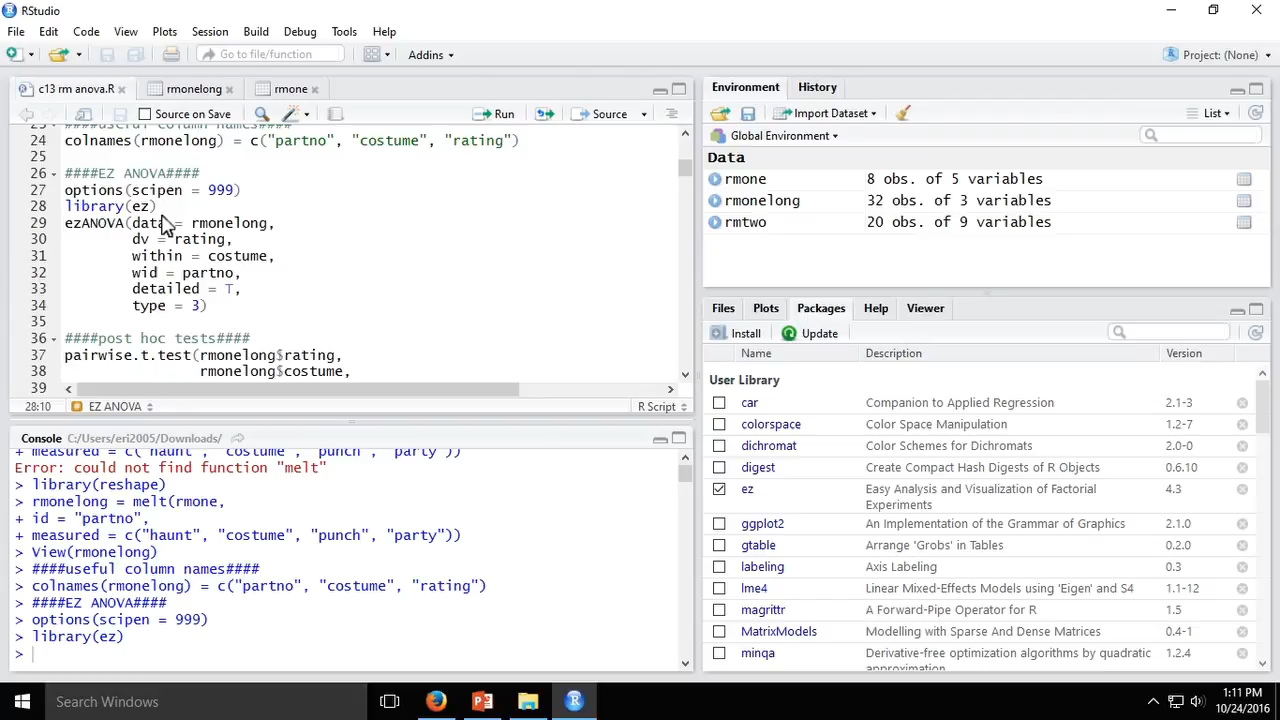 RStudio
File Edit Code View Plots Session Build Debug Tools Help
Go to file/function Addins Project: (None)
c13 rm anova.R rmonelong rmone
Source on Save Run Source
####useful column names####
24 colnames(rmonelong) = c("partno", "costume", "rating")
25
26 ####EZ ANOVA####
27 options(scipen = 999)
28 library(ez)
29 ezANOVA(data = rmonelong,
30 dv = rating,
31 within = costume,
32 wid = partno,
33 detailed = T,
34 type = 3)
35
36 ####post hoc tests####
37 pairwise.t.test(rmonelong$rating,
38 rmonelong$costume,
39
28:10 EZ ANOVA R Script
Console C:/Users/eri2005/Downloads/
+ measured = c("haunt", "costume", "punch", "party"))
Error: could not find function "melt"
> library(reshape)
> rmonelong = melt(rmone,
+ id = "partno",
+ measured = c("haunt", "costume", "punch", "party"))
> View(rmonelong)
> ####useful column names####
> colnames(rmonelong) = c("partno", "costume", "rating")
> ####EZ ANOVA####
> options(scipen = 999)
> library(ez)
>
Environment History
Import Dataset List
Global Environment
Data
rmone 8 obs. of 5 variables
rmonelong 32 obs. of 3 variables
rmtwo 20 obs. of 9 variables
Files Plots Packages Help Viewer
Install Update
Name Description Version
User Library
car Companion to Applied Regression 2.1-3
colorspace Color Space Manipulation 1.2-7
dichromat Color Schemes for Dichromats 2.0-0
digest Create Compact Hash Digests of R Objects 0.6.10
ez Easy Analysis and Visualization of Factorial 4.3
Experiments
ggplot2 An Implementation of the Grammar of Graphics 2.1.0
gtable Arrange 'Grobs' in Tables 0.2.0
labeling Axis Labeling 0.3
lme4 Linear Mixed-Effects Models using 'Eigen' and S4 1.1-12
magrittr A Forward-Pipe Operator for R 1.5
MatrixModels Modelling with Sparse And Dense Matrices 0.4-1
minqa Derivative-free optimization algorithms by quadratic 1.2.4
approximation
Search Windows
1:11 PM
10/24/2016